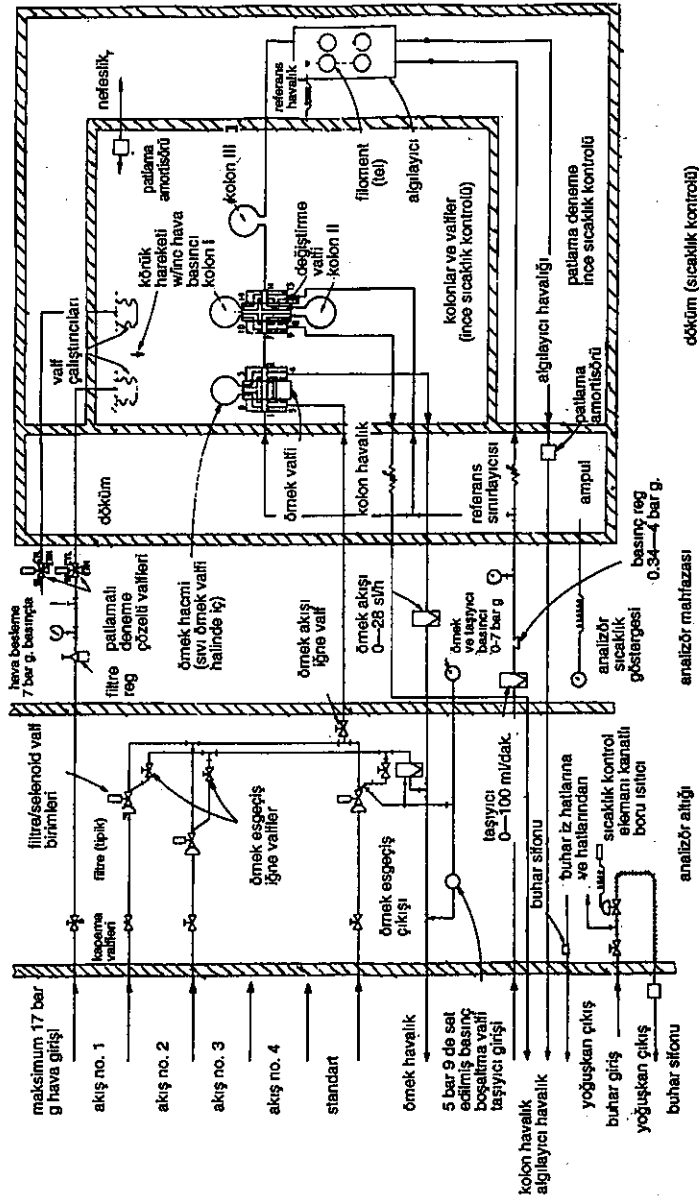 maksimum 17 bar
g hava girişi
akış no. 1
akış no. 2
akış no. 3
akış no. 4
standart
örnek havalık
5 bar 9 de set
edilmiş basınç
boşaltma valfi
taşıyıcı girişi
kolon havalık
algılayıcı havalık
yoğuşkan çıkış
buhar giriş
yoğuşkan çıkış
buhar sifonu
kapama
valfleri
filtre/selenoid valf
birimleri
filtre (tipik)
örnek esgeçiş
iğne valfler
örnek esgeçiş
çıkışı
taşıyıcı
0—100 ml/dak.
buhar sifonu
buhar iz hatlarına
ve hatlarından
sıcaklık kontrol
elemanı kanatlı
boru ısıtıcı
analizör altığı
hava besleme
7 bar g. basınçta
filtre
reg
patlamalı
deneme
çözelti valfleri
örnek hacmi
(sıvı örnek valfi
halinde iç)
örnek akışı
iğne valf
örnek akışı
0—28 sl/h
örnek
ve taşıyıcı
basıncı
0-7 bar g
basınç reg
0.34—4 bar g.
analizör
sıcaklık
göstergesi
analizör mahfazası
döküm
örnek valfi
kolon havalık
referans
sınırlayıcısı
ampul
valf
çalıştırıcıları
körük
hareketi
w/inc hava
basıncı
kolon I
değiştirme
valfi
kolon II
kolon III
kolonlar ve valfler
(ince sıcaklık kontrolü)
nefeslik
patlama
amortisörü
referans
havalık
filoment
(tel)
algılayıcı
algılayıcı havalığı
patlama
amortisörü
patlama deneme
ince sıcaklık kontrolü
döküm (sıcaklık kontrolü)